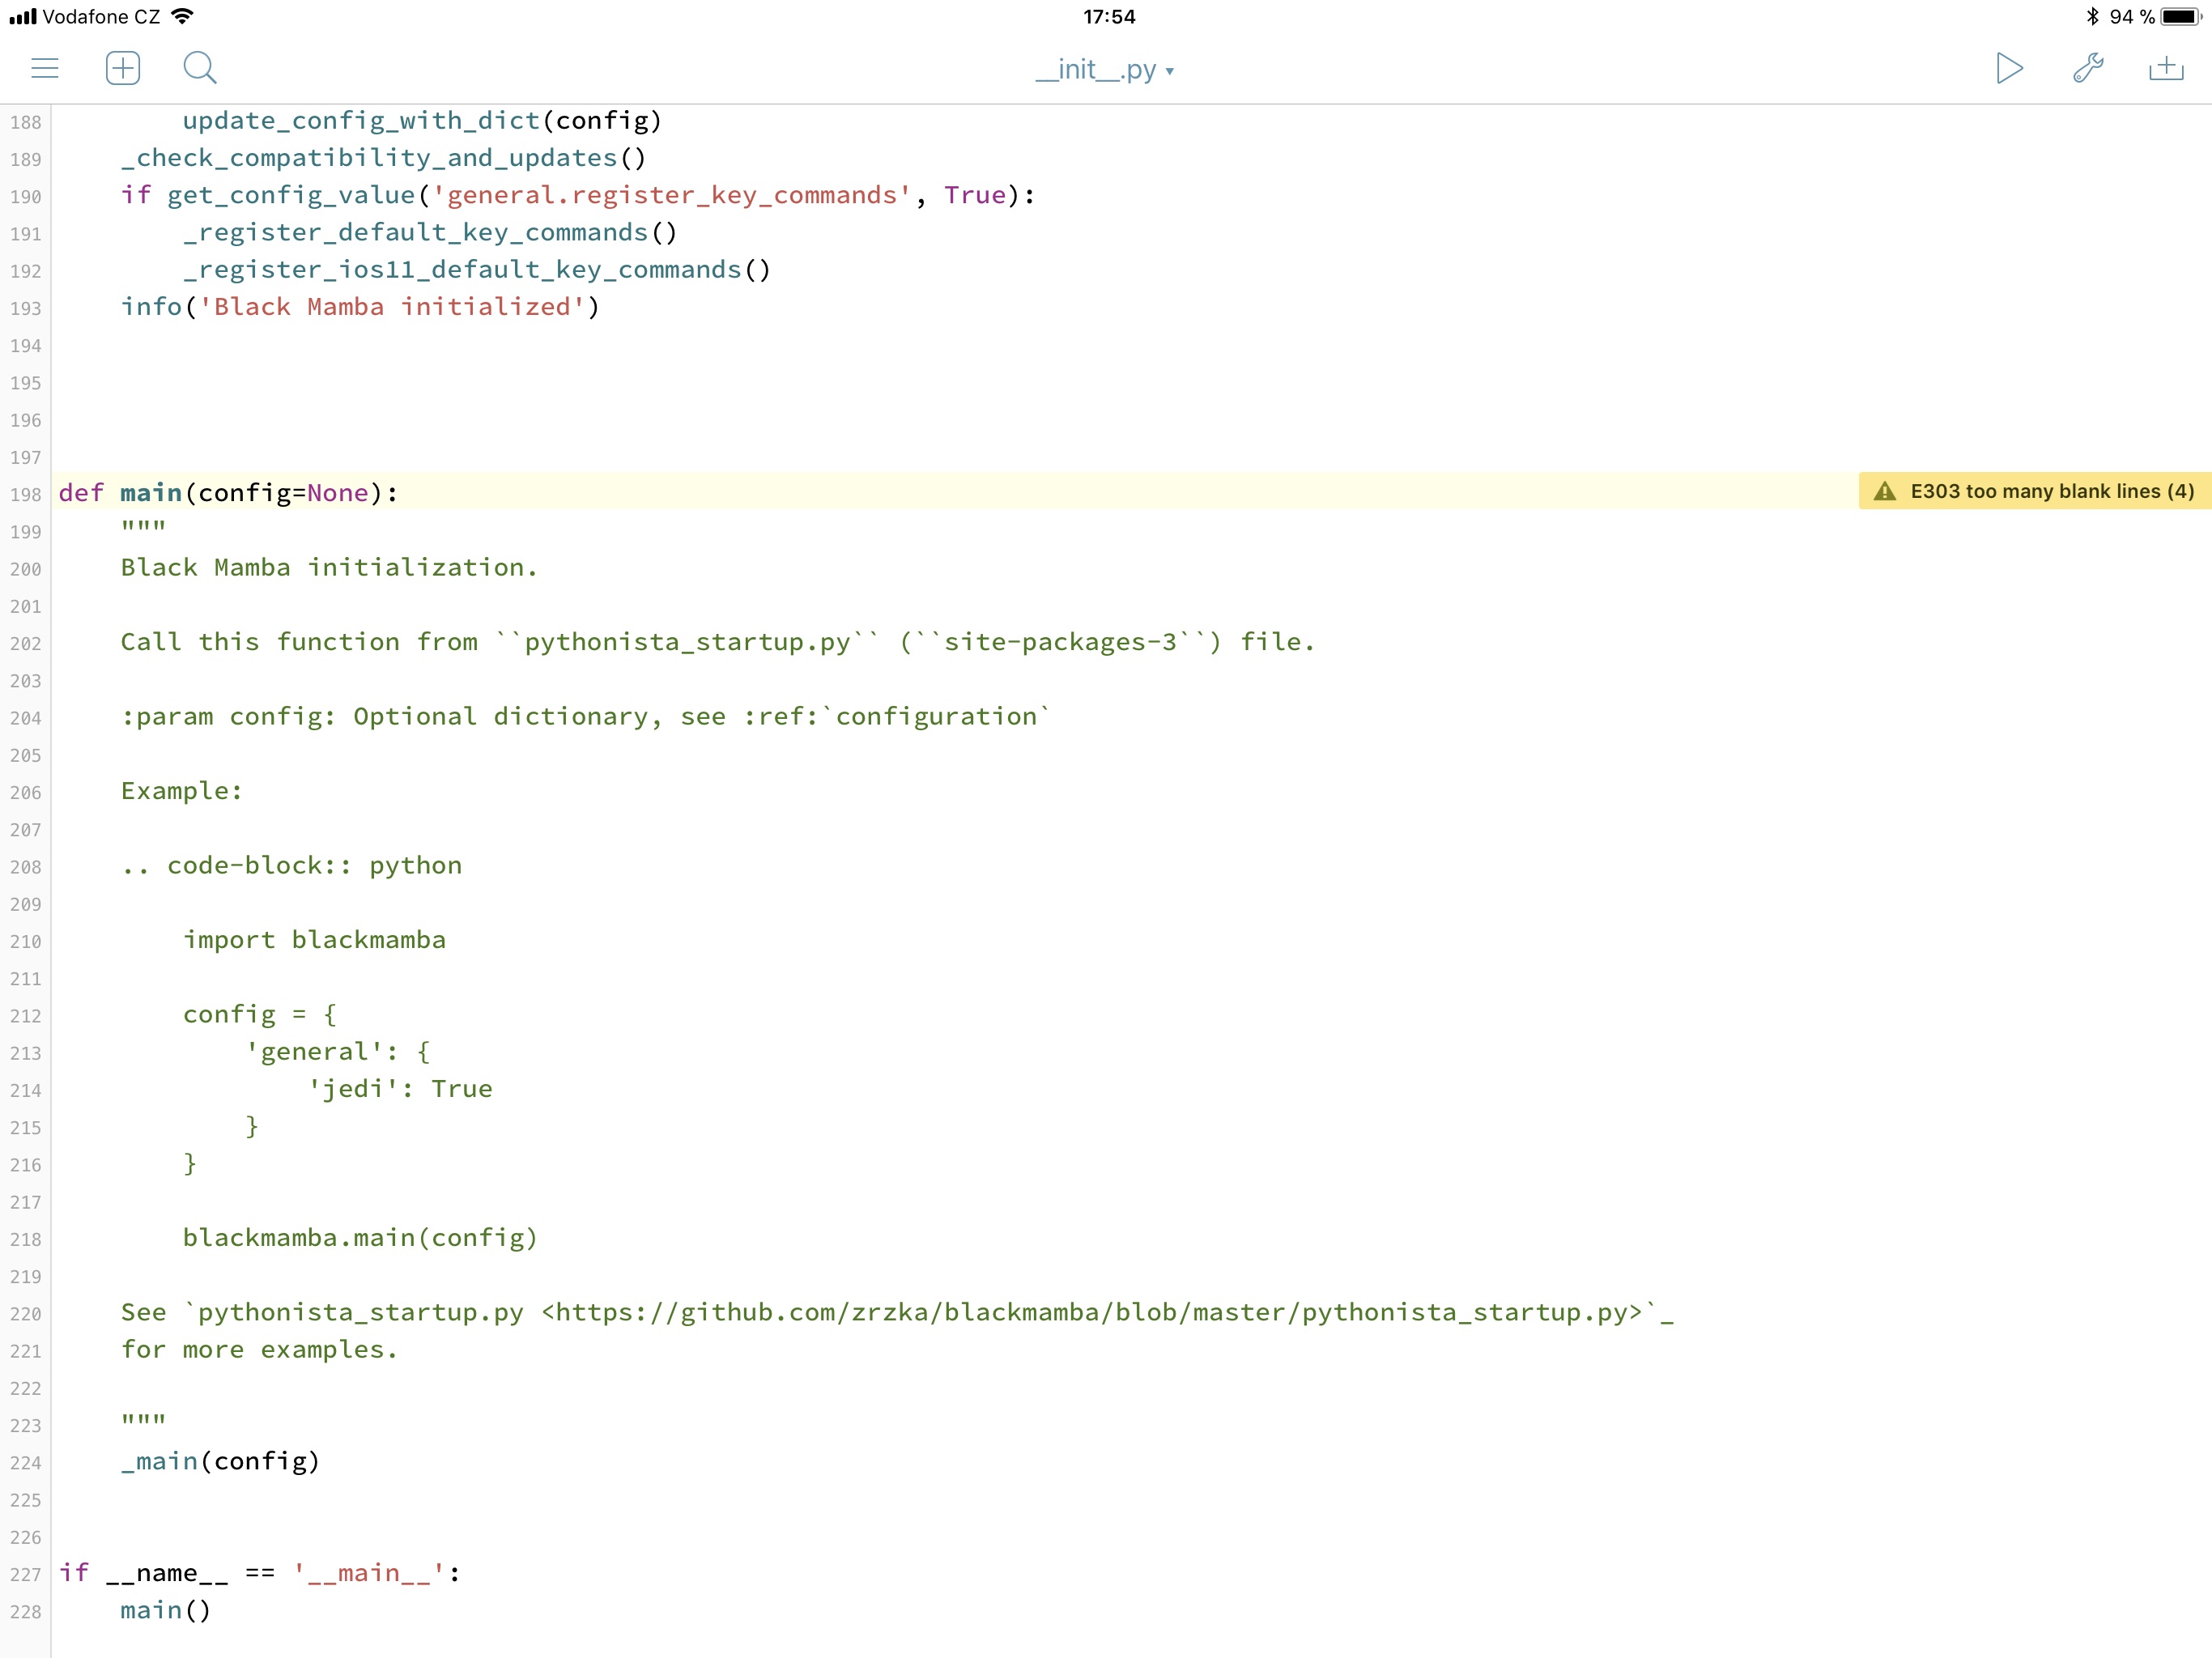 Vodafone CZ 17:54 94 %
__init__.py ▾
188         update_config_with_dict(config)
189     _check_compatibility_and_updates()
190     if get_config_value('general.register_key_commands', True):
191         _register_default_key_commands()
192         _register_ios11_default_key_commands()
193     info('Black Mamba initialized')
194
195
196
197
198 def main(config=None): E303 too many blank lines (4)
199     """
200     Black Mamba initialization.
201
202     Call this function from ``pythonista_startup.py`` (``site-packages-3``) file.
203
204     :param config: Optional dictionary, see :ref:`configuration`
205
206     Example:
207
208     .. code-block:: python
209
210         import blackmamba
211
212         config = {
213             'general': {
214                 'jedi': True
215             }
216         }
217
218         blackmamba.main(config)
219
220     See `pythonista_startup.py <https://github.com/zrzka/blackmamba/blob/master/pythonista_startup.py>`_
221     for more examples.
222
223     """
224     _main(config)
225
226
227 if __name__ == '__main__':
228     main()